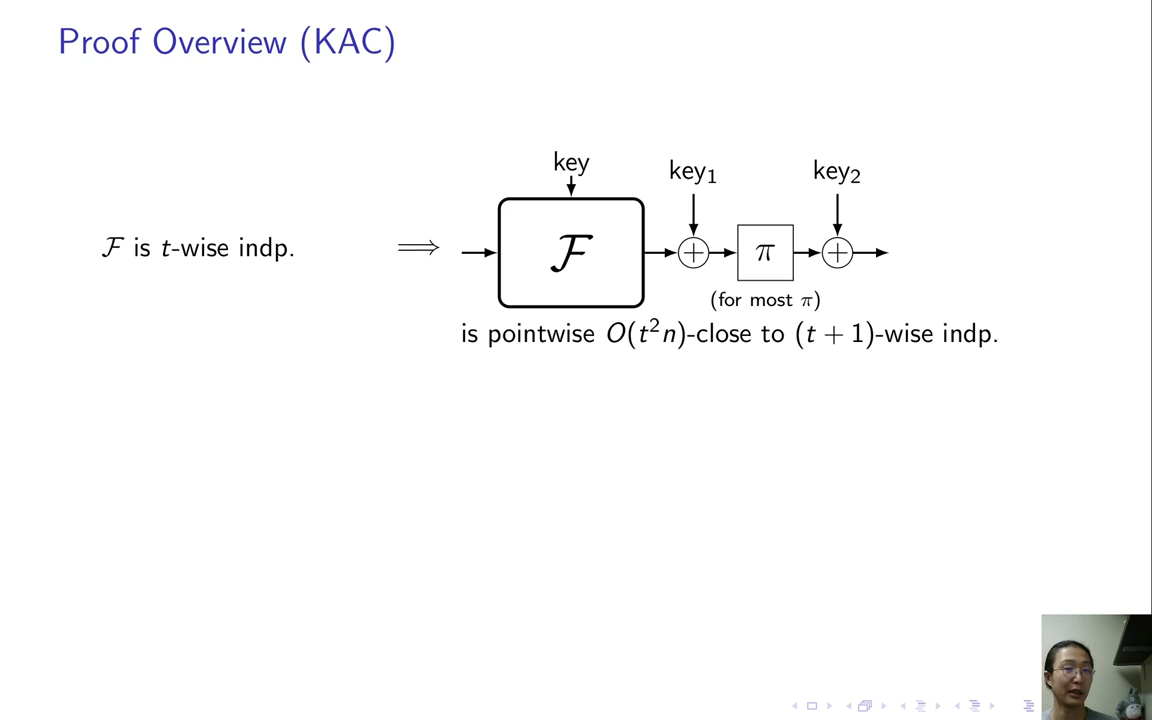 Proof Overview (KAC)
key
key₁
key₂
ℱ is t-wise indp.
⟹
ℱ
π
(for most π)
is pointwise O(t²n)-close to (t + 1)-wise indp.